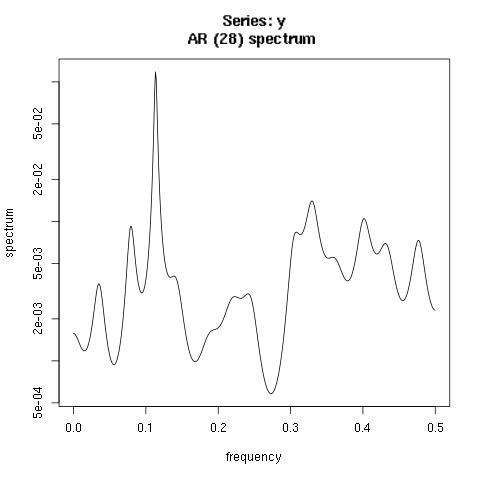 Series: y
AR (28) spectrum
5e-02
2e-02
5e-03
2e-03
5e-04
spectrum
0.0 0.1 0.2 0.3 0.4 0.5
frequency